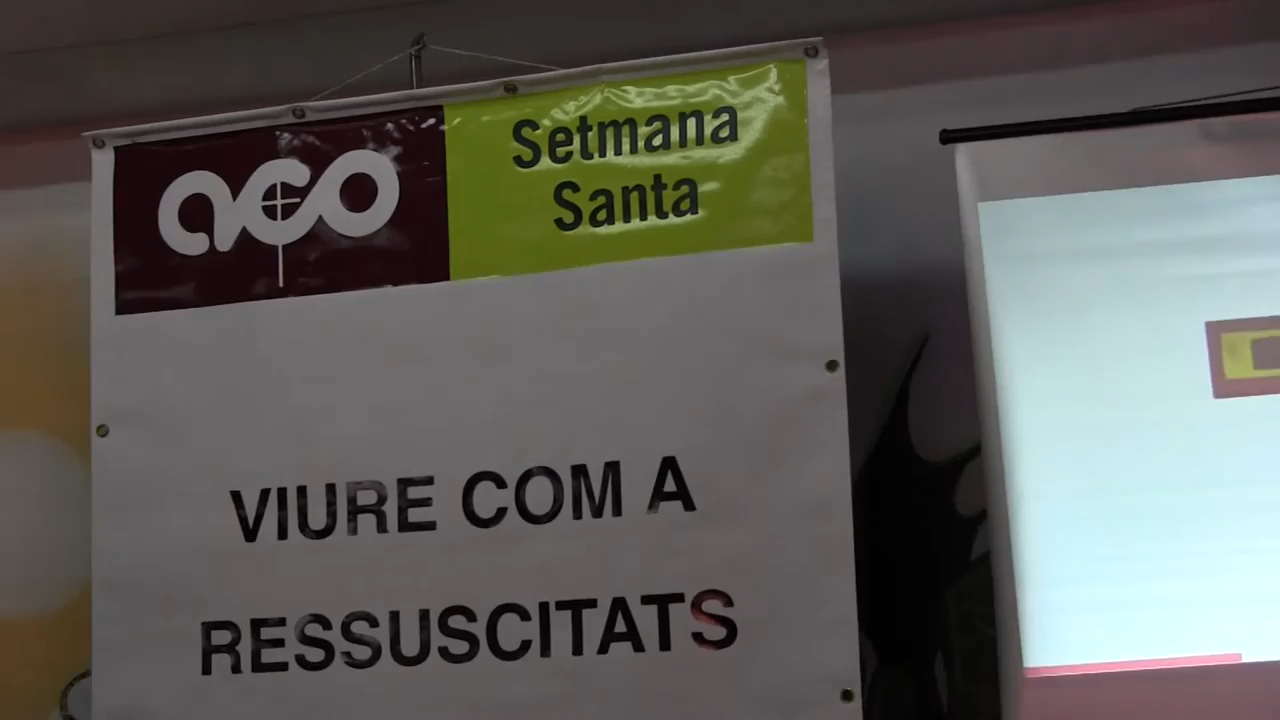 aco
Setmana
Santa
VIURE COM A
RESSUSCITATS